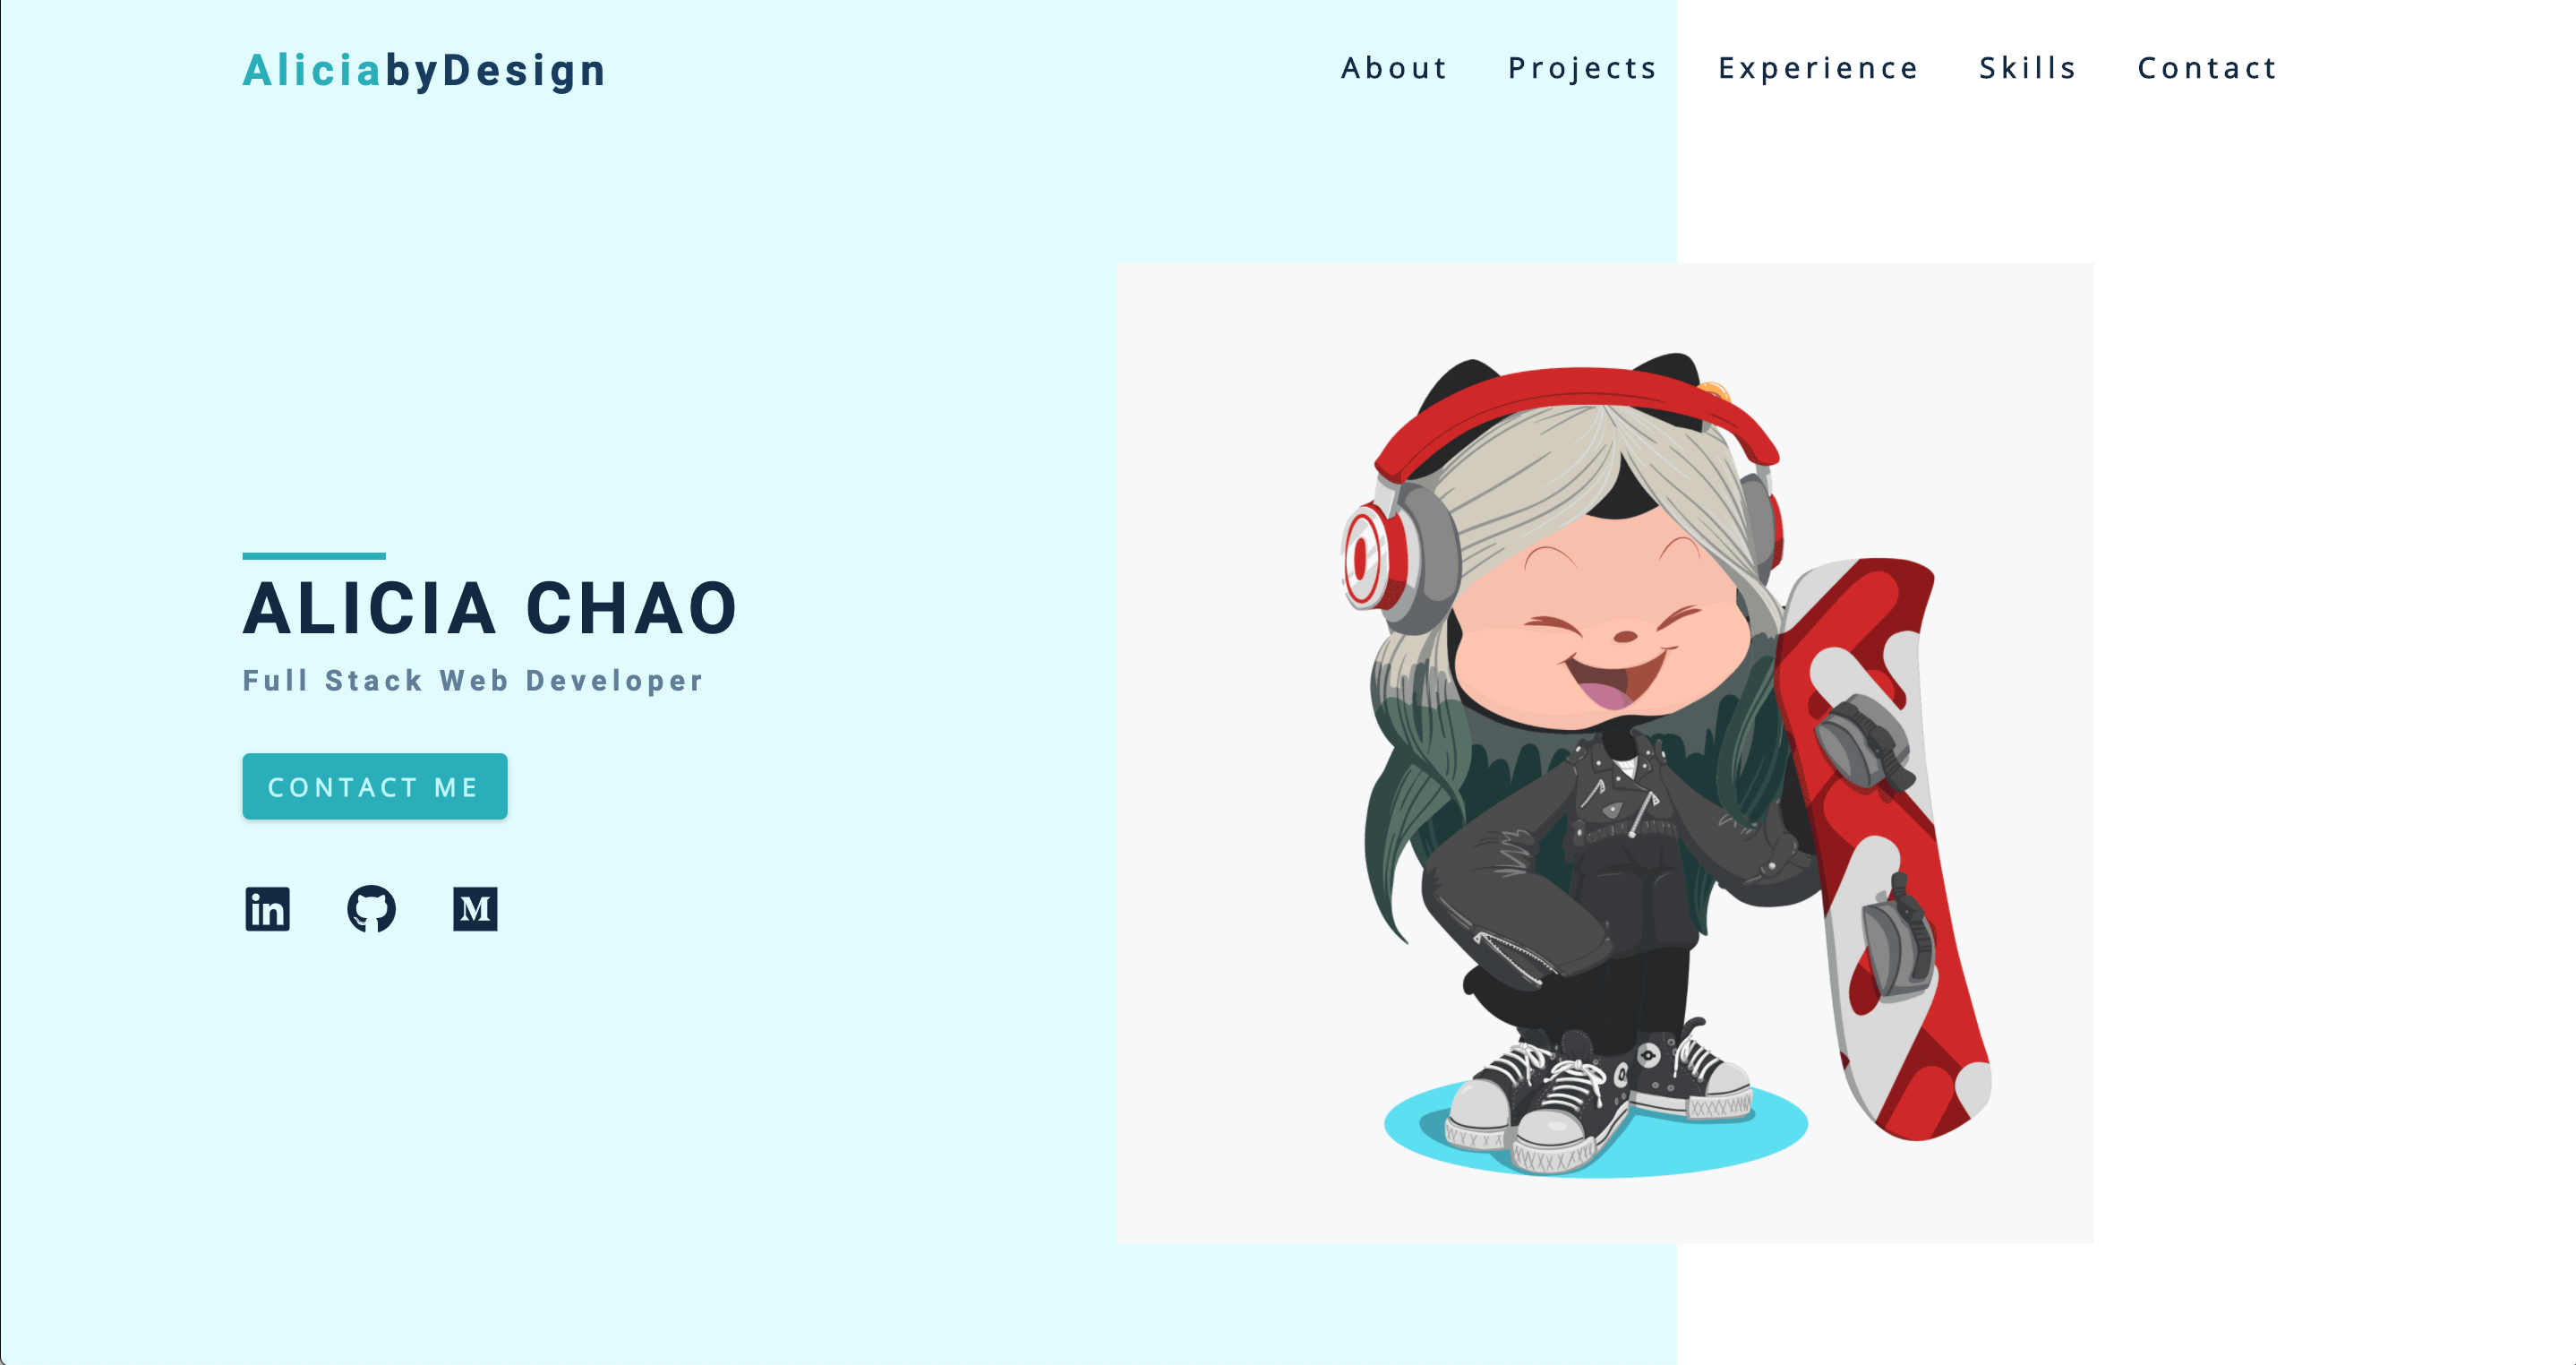 AliciabyDesign
About Projects Experience Skills Contact
ALICIA CHAO
Full Stack Web Developer
CONTACT ME
in
M